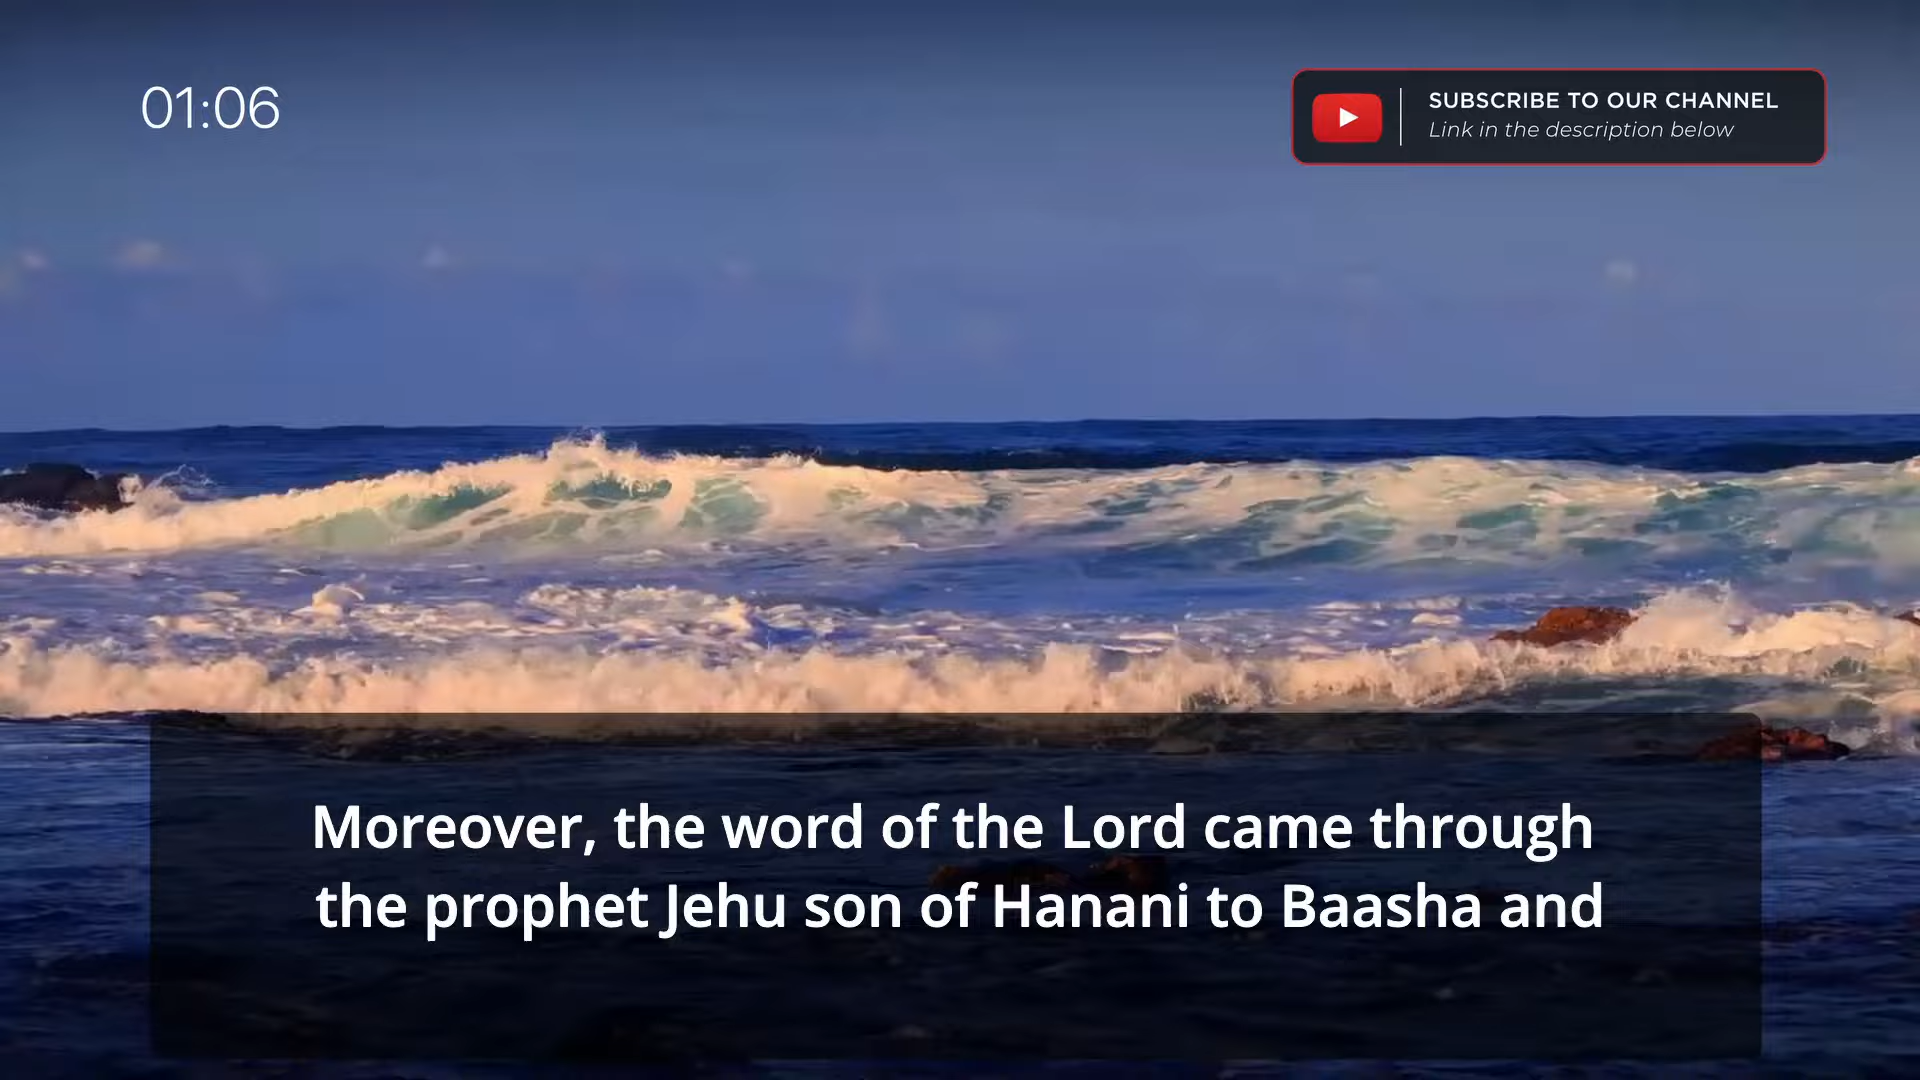 01:06
SUBSCRIBE TO OUR CHANNEL
Link in the description below
Moreover, the word of the Lord came through
the prophet Jehu son of Hanani to Baasha and